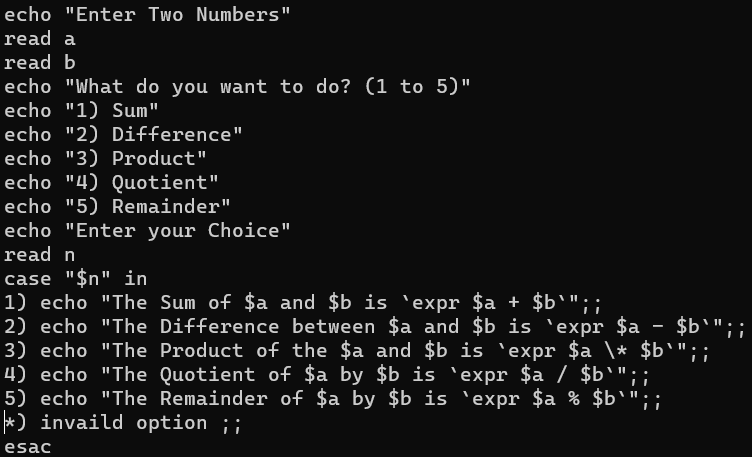 echo "Enter Two Numbers"
read a
read b
echo "What do you want to do? (1 to 5)"
echo "1) Sum"
echo "2) Difference"
echo "3) Product"
echo "4) Quotient"
echo "5) Remainder"
echo "Enter your Choice"
read n
case "$n" in
1) echo "The Sum of $a and $b is `expr $a + $b`";;
2) echo "The Difference between $a and $b is `expr $a - $b`";;
3) echo "The Product of the $a and $b is `expr $a \* $b`";;
4) echo "The Quotient of $a by $b is `expr $a / $b`";;
5) echo "The Remainder of $a by $b is `expr $a % $b`";;
*) invaild option ;;
esac